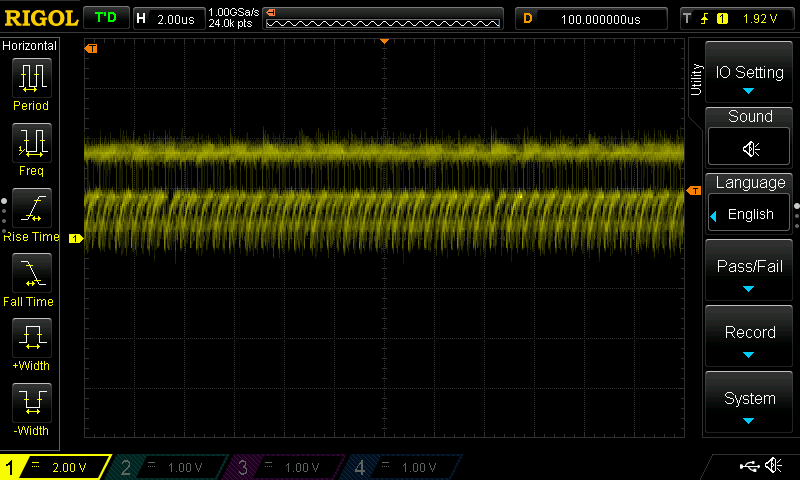 RIGOL T'D H 2.00us 1.00GSa/s D 100.000000us T 1 1.92 V
24.0k pts
Horizontal
Period
Freq
Rise Time
Fall Time
+Width
-Width
T
T
1
Utility
IO Setting
Sound
Language
English
Pass/Fail
Record
System
1 2.00 V 2 1.00 V 3 1.00 V 4 1.00 V